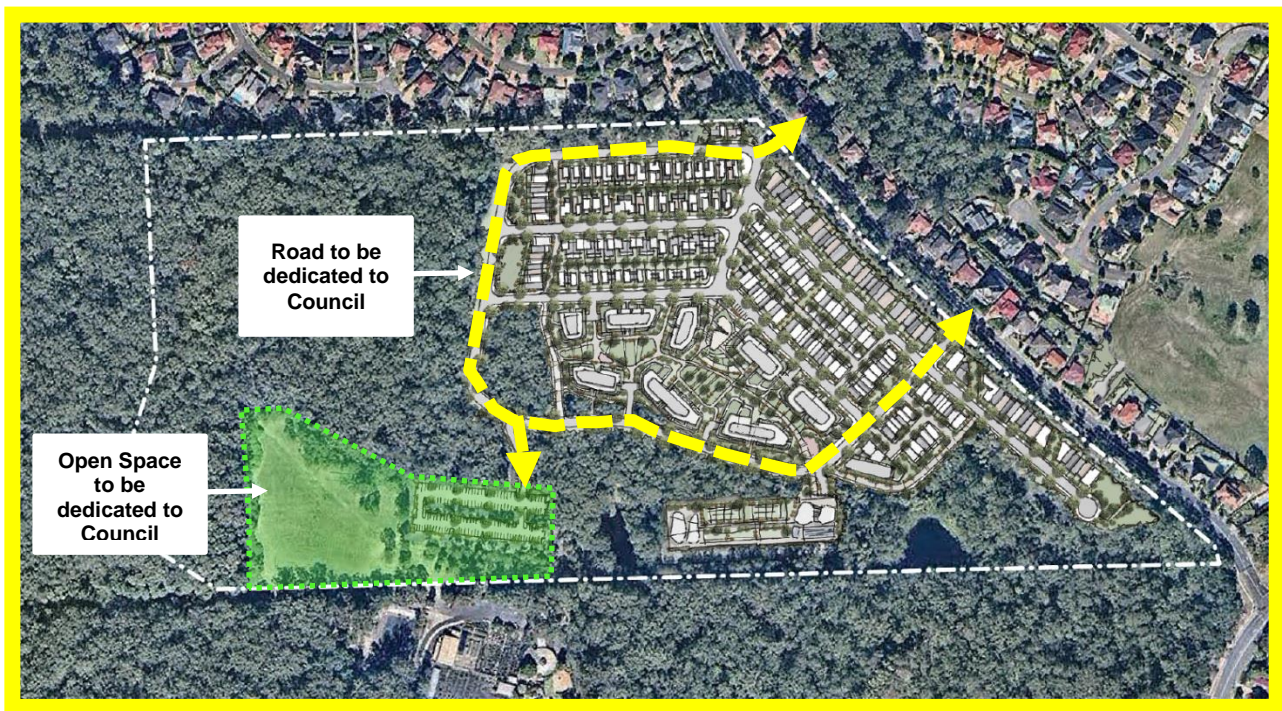 Road to be
dedicated to
Council
Open Space
to be
dedicated to
Council